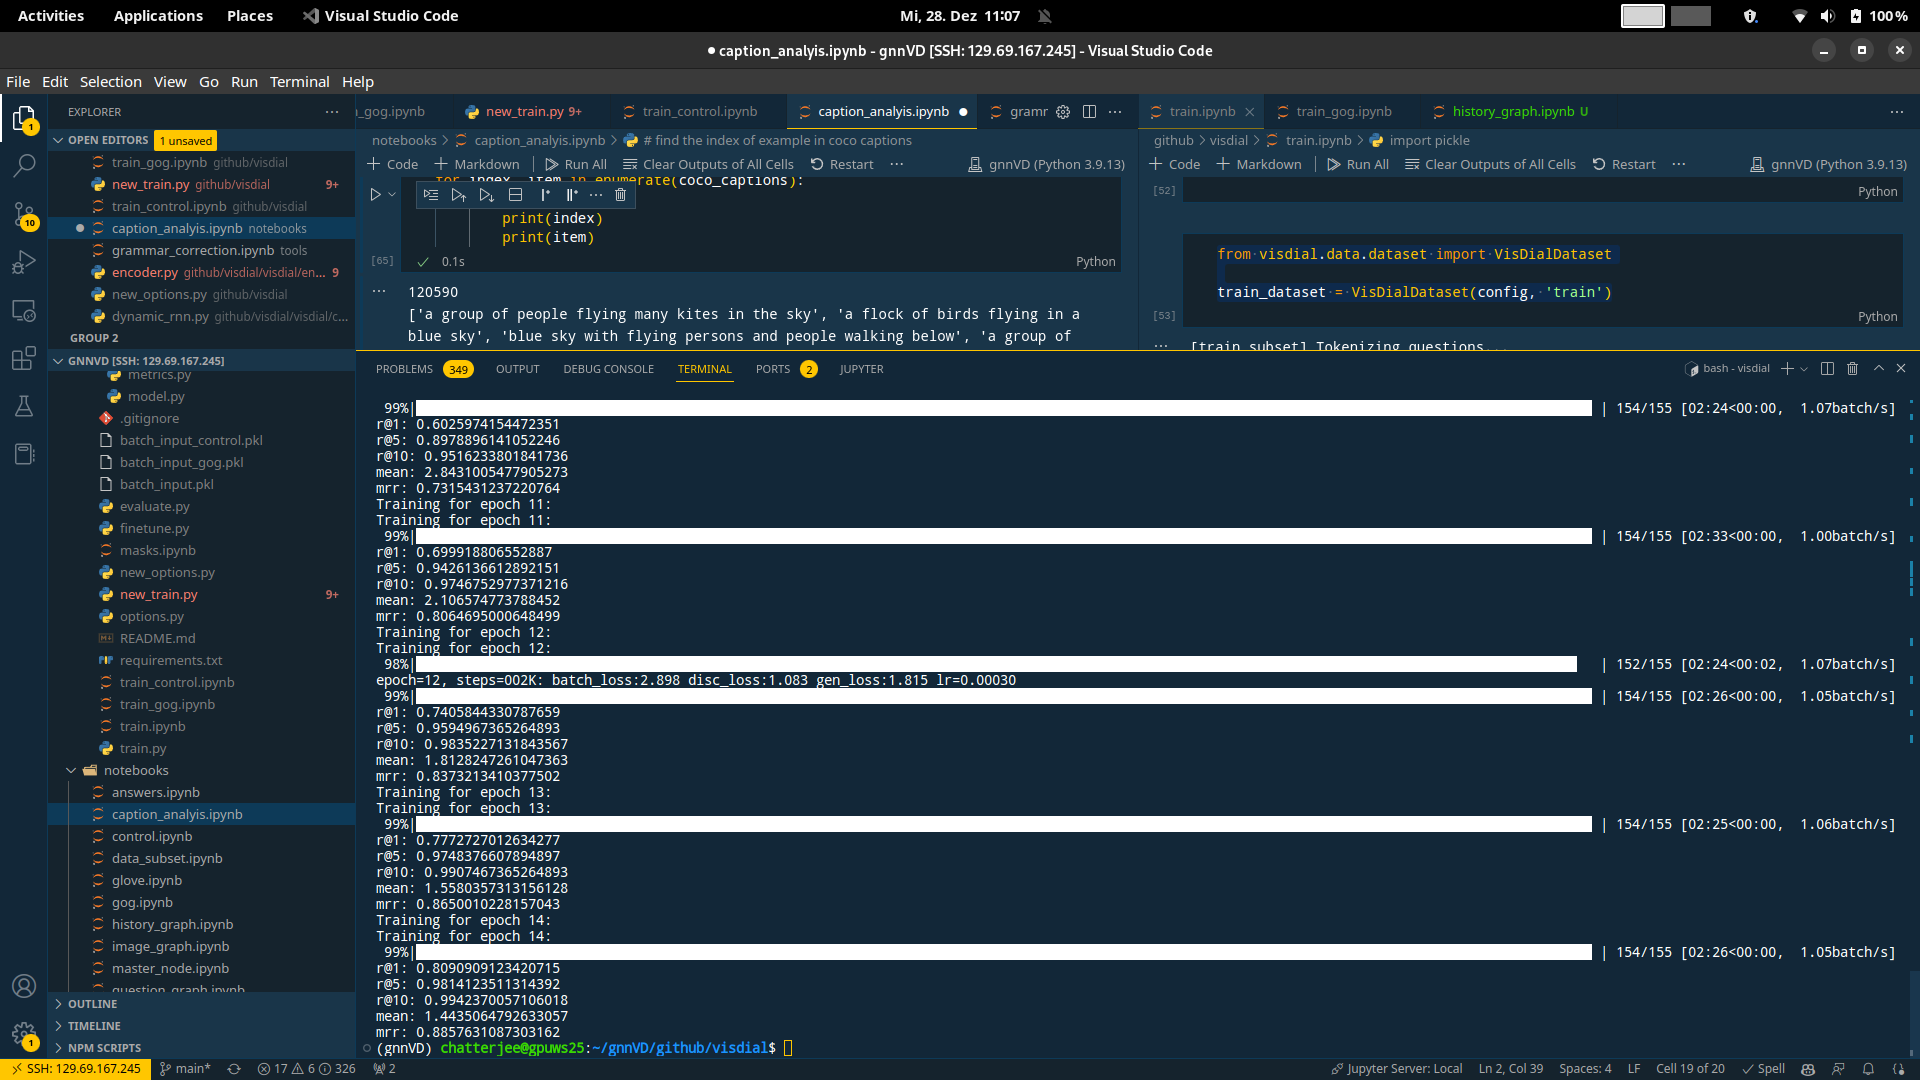 Activities Applications Places Visual Studio Code Mi, 28. Dez 11:07 100 %
caption_analyis.ipynb - gnnVD [SSH: 129.69.167.245] - Visual Studio Code
File Edit Selection View Go Run Terminal Help
EXPLORER
OPEN EDITORS 1 unsaved
train_gog.ipynb github/visdial
new_train.py github/visdial 9+
train_control.ipynb github/visdial
caption_analyis.ipynb notebooks
grammar_correction.ipynb tools
encoder.py github/visdial/visdial/en... 9
new_options.py github/visdial
dynamic_rnn.py github/visdial/visdial/c...
GROUP 2
GNNVD [SSH: 129.69.167.245]
metrics.py
model.py
.gitignore
batch_input_control.pkl
batch_input_gog.pkl
batch_input.pkl
evaluate.py
finetune.py
masks.ipynb
new_options.py
new_train.py 9+
options.py
README.md
requirements.txt
train_control.ipynb
train_gog.ipynb
train.ipynb
train.py
notebooks
answers.ipynb
caption_analyis.ipynb
control.ipynb
data_subset.ipynb
glove.ipynb
gog.ipynb
history_graph.ipynb
image_graph.ipynb
master_node.ipynb
question_graph.ipynb
OUTLINE
TIMELINE
NPM SCRIPTS
1
10
1
n_gog.ipynb new_train.py 9+ train_control.ipynb caption_analyis.ipynb gramr
notebooks > caption_analyis.ipynb > # find the index of example in coco captions
+ Code + Markdown Run All Clear Outputs of All Cells Restart ... gnnVD (Python 3.9.13)
for index, item in enumerate(coco_captions):
print(index)
print(item)
[65] 0.1s Python
120590
['a group of people flying many kites in the sky', 'a flock of birds flying in a
blue sky', 'blue sky with flying persons and people walking below', 'a group of
train.ipynb train_gog.ipynb history_graph.ipynb U
github > visdial > train.ipynb > import pickle
+ Code + Markdown Run All Clear Outputs of All Cells Restart ... gnnVD (Python 3.9.13)
[52] Python
from visdial.data.dataset import VisDialDataset
train_dataset = VisDialDataset(config, 'train')
[53] Python
[train subset] Tokenizing questions...
PROBLEMS 349 OUTPUT DEBUG CONSOLE TERMINAL PORTS 2 JUPYTER bash - visdial
99%| | 154/155 [02:24<00:00, 1.07batch/s]
r@1: 0.6025974154472351
r@5: 0.8978896141052246
r@10: 0.9516233801841736
mean: 2.8431005477905273
mrr: 0.7315431237220764
Training for epoch 11:
Training for epoch 11:
99%| | 154/155 [02:33<00:00, 1.00batch/s]
r@1: 0.699918806552887
r@5: 0.9426136612892151
r@10: 0.9746752977371216
mean: 2.106574773788452
mrr: 0.8064695000648499
Training for epoch 12:
Training for epoch 12:
98%| | 152/155 [02:24<00:02, 1.07batch/s]
epoch=12, steps=002K: batch_loss:2.898 disc_loss:1.083 gen_loss:1.815 lr=0.00030
99%| | 154/155 [02:26<00:00, 1.05batch/s]
r@1: 0.7405844330787659
r@5: 0.9594967365264893
r@10: 0.9835227131843567
mean: 1.8128247261047363
mrr: 0.8373213410377502
Training for epoch 13:
Training for epoch 13:
99%| | 154/155 [02:25<00:00, 1.06batch/s]
r@1: 0.7772727012634277
r@5: 0.9748376607894897
r@10: 0.9907467365264893
mean: 1.5580357313156128
mrr: 0.8650010228157043
Training for epoch 14:
Training for epoch 14:
99%| | 154/155 [02:26<00:00, 1.05batch/s]
r@1: 0.8090909123420715
r@5: 0.9814123511314392
r@10: 0.9942370057106018
mean: 1.4435064792633057
mrr: 0.8857631087303162
(gnnVD) chatterjee@gpuws25:~/gnnVD/github/visdial$
SSH: 129.69.167.245 main* 17 6 326 2 Jupyter Server: Local Ln 2, Col 39 Spaces: 4 LF Cell 19 of 20 Spell